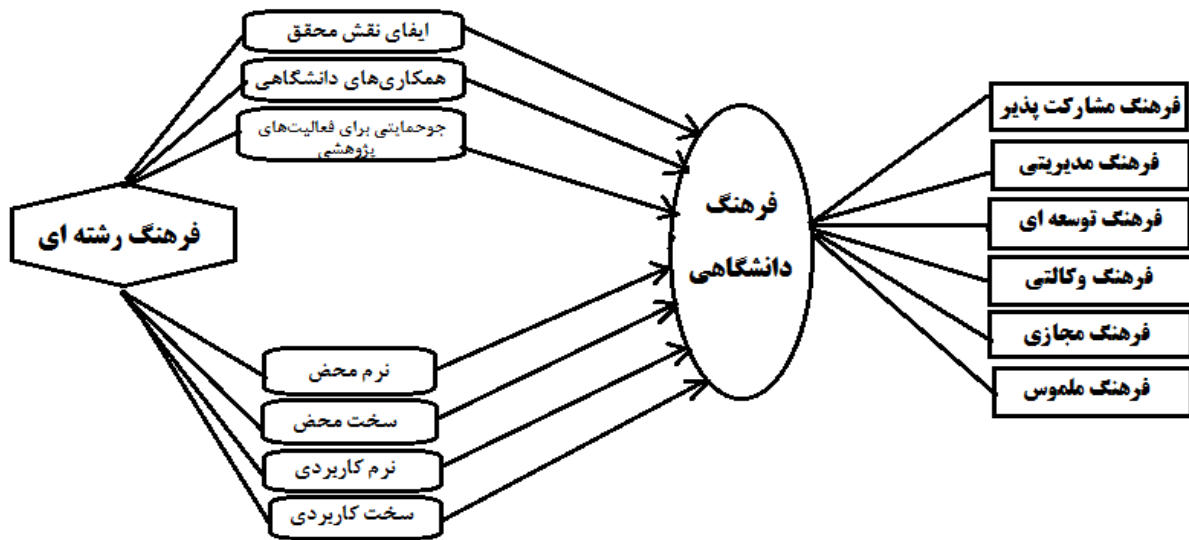 ایفای نقش محقق
همکاری‌های دانشگاهی
جوحمایتی برای فعالیت‌های
پژوهشی
فرهنگ رشته ای
نرم محض
سخت محض
نرم کاربردی
سخت کاربردی
فرهنگ
دانشگاهی
فرهنگ مشارکت پذیر
فرهنگ مدیریتی
فرهنگ توسعه ای
فرهنگ وکالتی
فرهنگ مجازی
فرهنگ ملموس